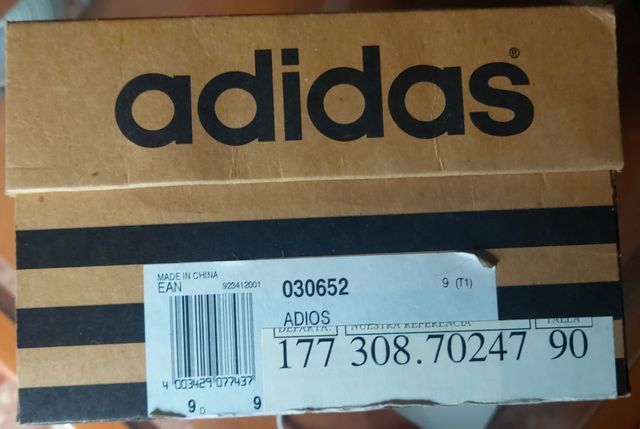 adidas®
MADE IN CHINA
EAN 923412001 030652 9 (T1)
ADIOS
DEPARTA. NUESTRA REFERENCIA TALLA
177 308.70247 90
4 003429 077437
9 D 9